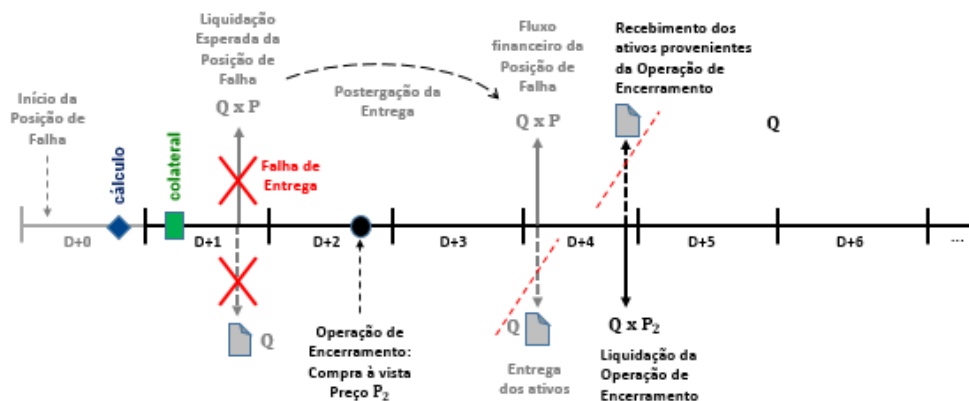 Início da
Posição de
Falha
cálculo
colateral
Liquidação
Esperada da
Posição de
Falha
Q x P
Falha de
Entrega
Postergação da
Entrega
Fluxo
financeiro da
Posição de
Falha
Q x P
Recebimento dos
ativos provenientes
da Operação de
Encerramento
Q
D+0
D+1
D+2
D+3
D+4
D+5
D+6
...
Q
Operação de
Encerramento:
Compra à vista
Preço P₂
Q
Entrega
dos ativos
Q x P₂
Liquidação da
Operação de
Encerramento